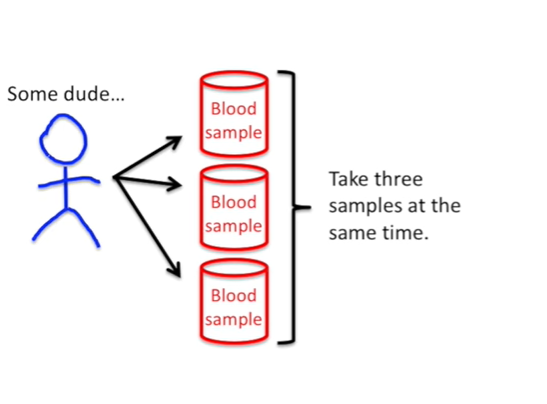 Some dude...
Blood
sample
Blood
sample
Blood
sample
Take three
samples at the
same time.